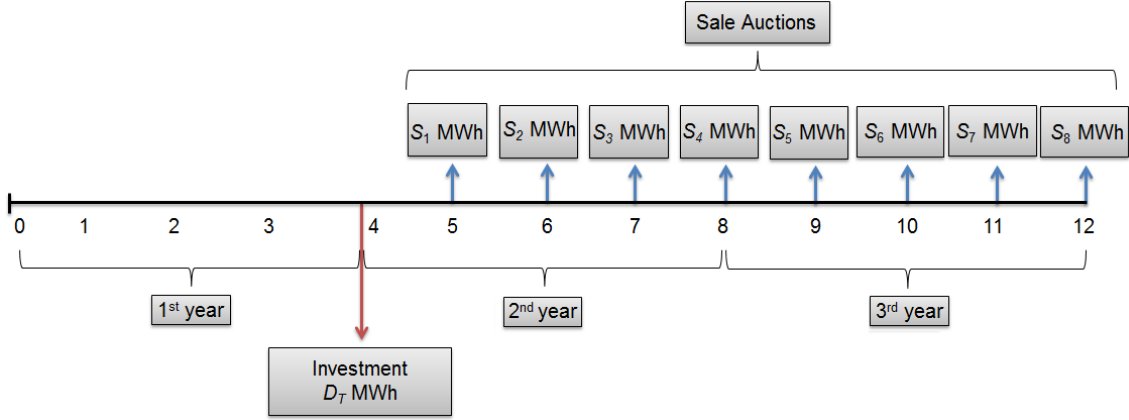 Sale Auctions
S₁ MWh S₂ MWh S₃ MWh S₄ MWh S₅ MWh S₆ MWh S₇ MWh S₈ MWh
0 1 2 3 4 5 6 7 8 9 10 11 12
1ˢᵗ year 2ⁿᵈ year 3ʳᵈ year
Investment
D_T MWh